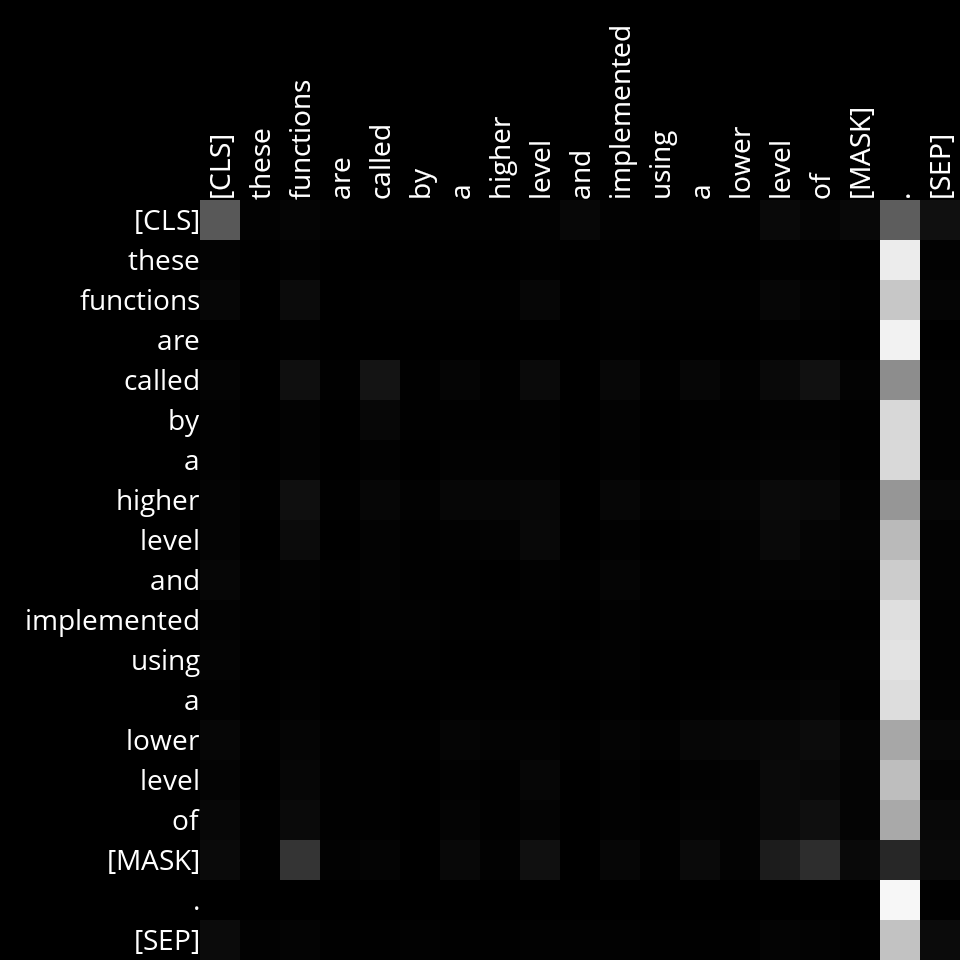 [CLS] these functions are called by a higher level and implemented using a lower level of [MASK] . [SEP]
[CLS]
these
functions
are
called
by
a
higher
level
and
implemented
using
a
lower
level
of
[MASK]
.
[SEP]